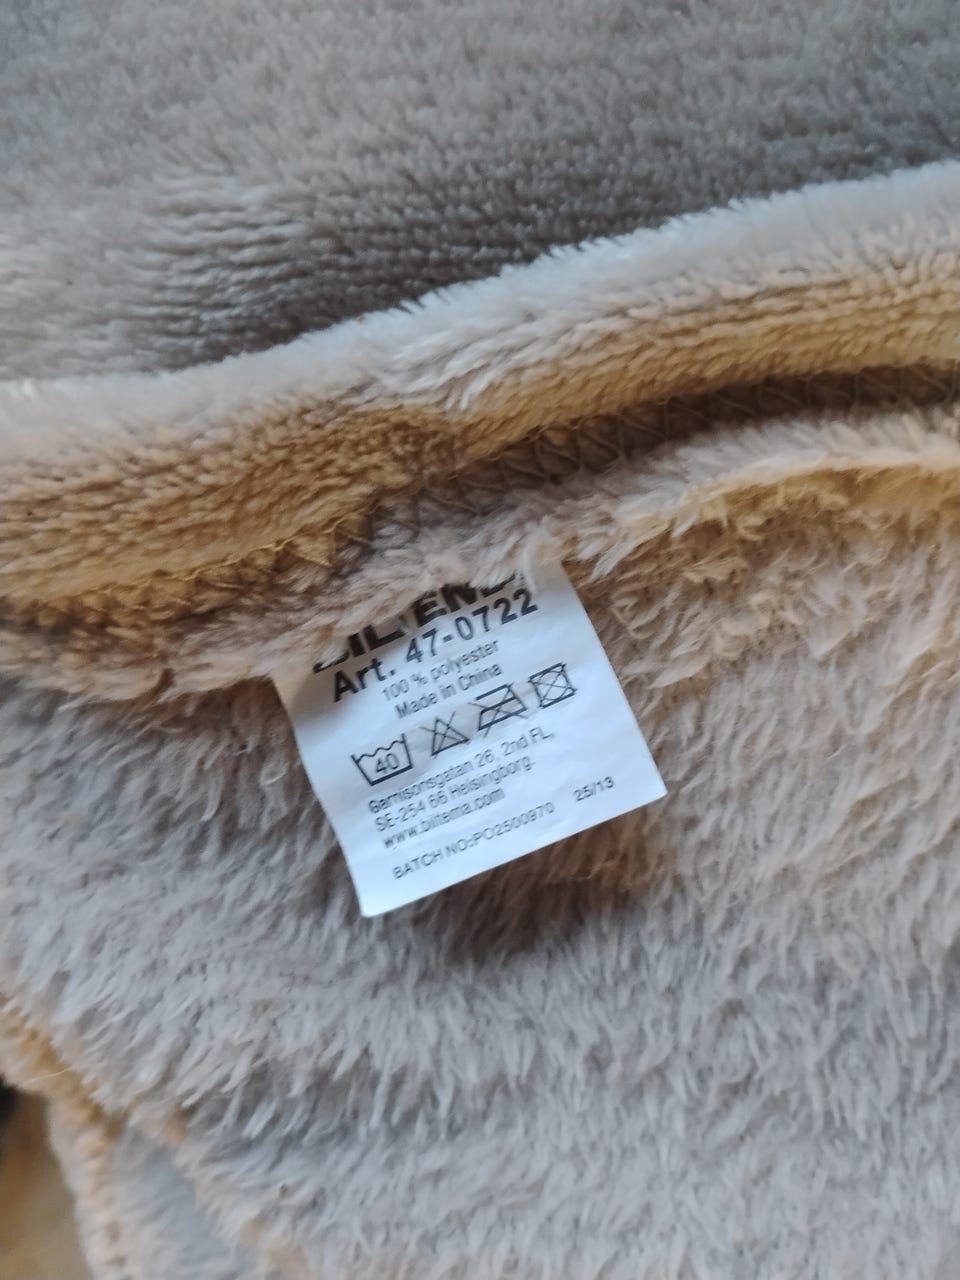 BILTEMA
Art. 47-0722
100 % polyester
Made in China
40
Garnisonsgatan 26, 2nd FL,
SE-254 66 Helsingborg.
www.biltema.com
BATCH NO.:PO2500970 25/13